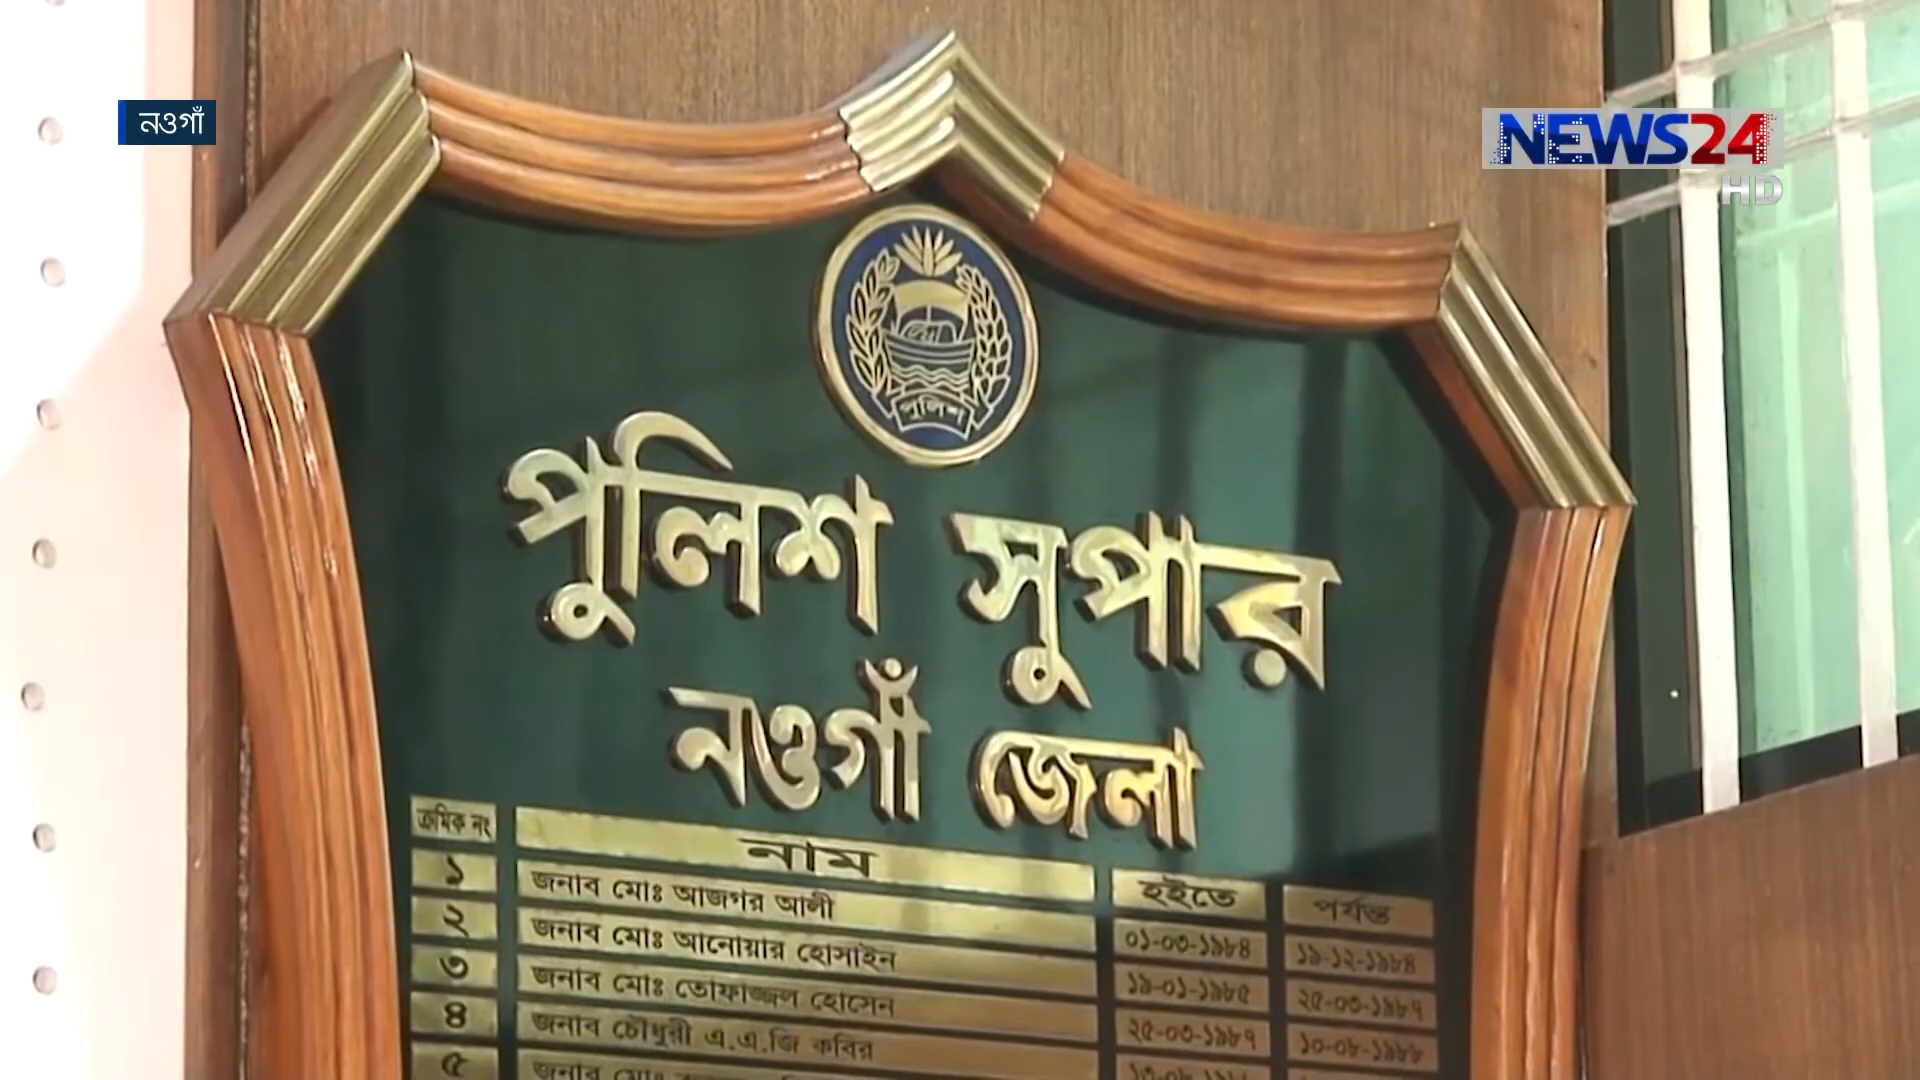 নওগাঁ
NEWS24
HD
পুলিশ
পুলিশ সুপার
নওগাঁ জেলা
ক্রমিক নং নাম হইতে পর্যন্ত
১ জনাব মোঃ আজগর আলী ০১-০৩-১৯৮৪ ১৯-১২-১৯৮৪
২ জনাব মোঃ আনোয়ার হোসাইন ১৯-০১-১৯৮৫ ২৫-০৩-১৯৮৭
৩ জনাব মোঃ তোফাজ্জল হোসেন ২৫-০৩-১৯৮৭ ১০-০৮-১৯৮৮
৪ জনাব চৌধুরী এ.এ.জি কবির
৫ জনাব মোঃ